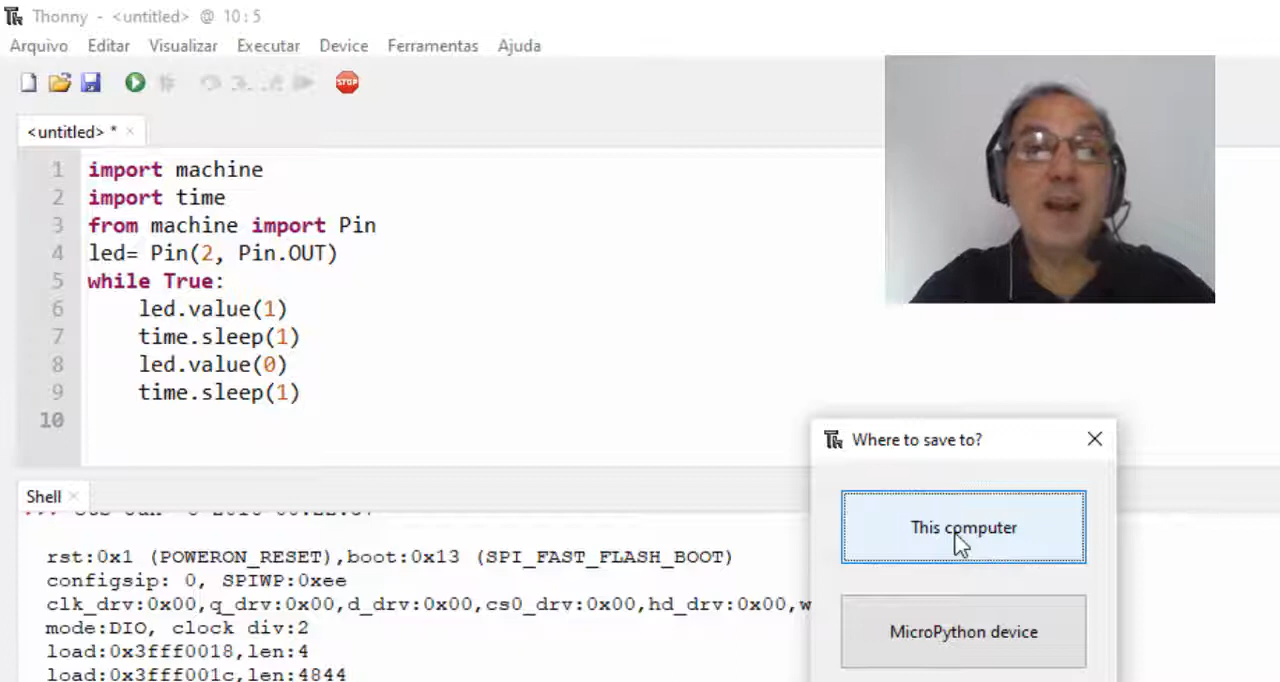 Thonny - <untitled> @ 10:5
Arquivo Editar Visualizar Executar Device Ferramentas Ajuda
STOP
<untitled> * ×
1 import machine
2 import time
3 from machine import Pin
4 led= Pin(2, Pin.OUT)
5 while True:
6 led.value(1)
7 time.sleep(1)
8 led.value(0)
9 time.sleep(1)
10
Where to save to?
This computer
MicroPython device
Shell ×
rst:0x1 (POWERON_RESET),boot:0x13 (SPI_FAST_FLASH_BOOT)
configsip: 0, SPIWP:0xee
clk_drv:0x00,q_drv:0x00,d_drv:0x00,cs0_drv:0x00,hd_drv:0x00,w
mode:DIO, clock div:2
load:0x3fff0018,len:4
load:0x3fff001c,len:4844